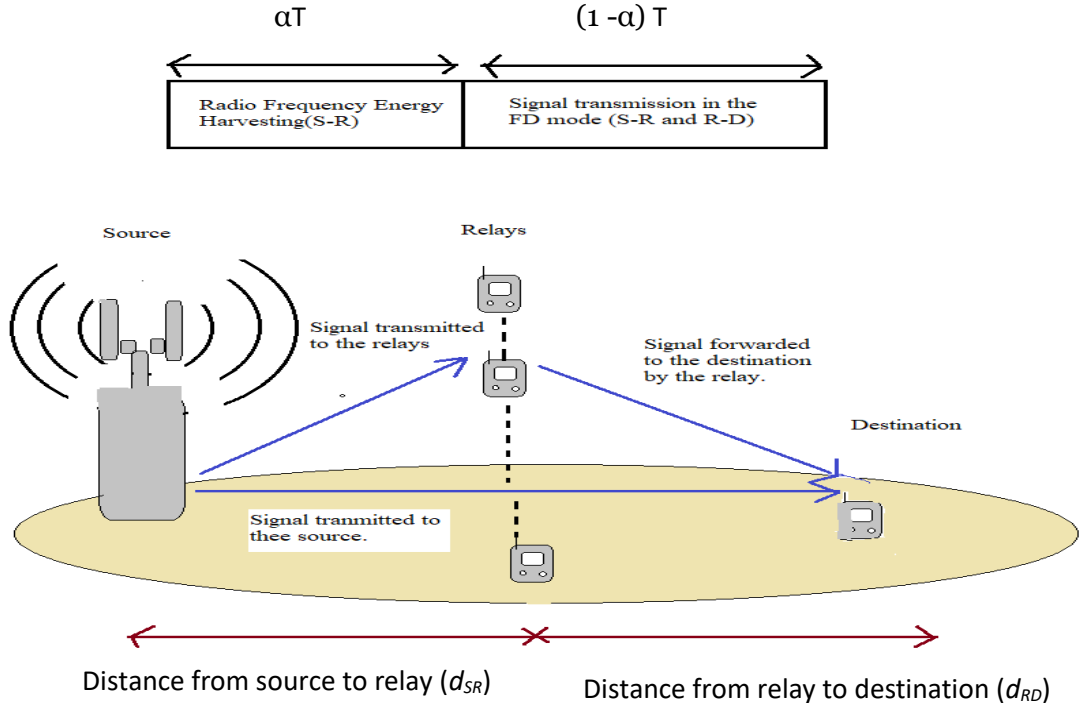 αT
(1 -α) T
Radio Frequency Energy
Harvesting(S-R)
Signal transmission in the
FD mode (S-R and R-D)
Source
Relays
Signal transmitted
to the relays
Signal forwarded
to the destination
by the relay.
Destination
Signal tranmitted to
thee source.
Distance from source to relay (dSR)
Distance from relay to destination (dRD)